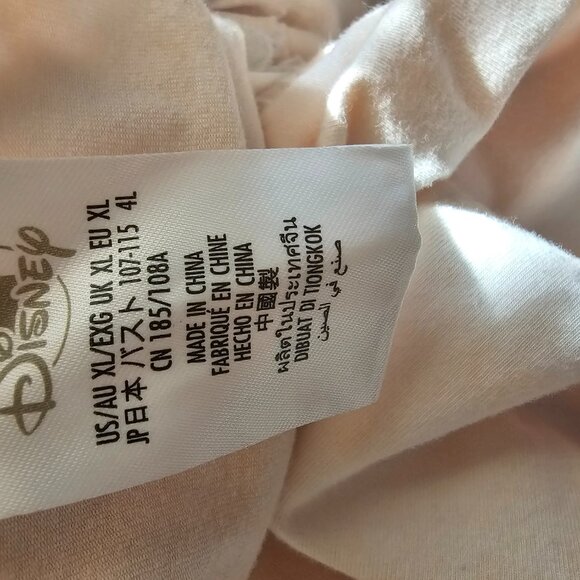 DISNEY
US/AU XL/EXG UK XL EU XL
JP日本 バスト 107-115 4L
CN 185/108A
MADE IN CHINA
FABRIQUÉ EN CHINE
HECHO EN CHINA
中國製
ผลิตในประเทศจีน
DIBUAT DI TIONGKOK
صنع في الصين